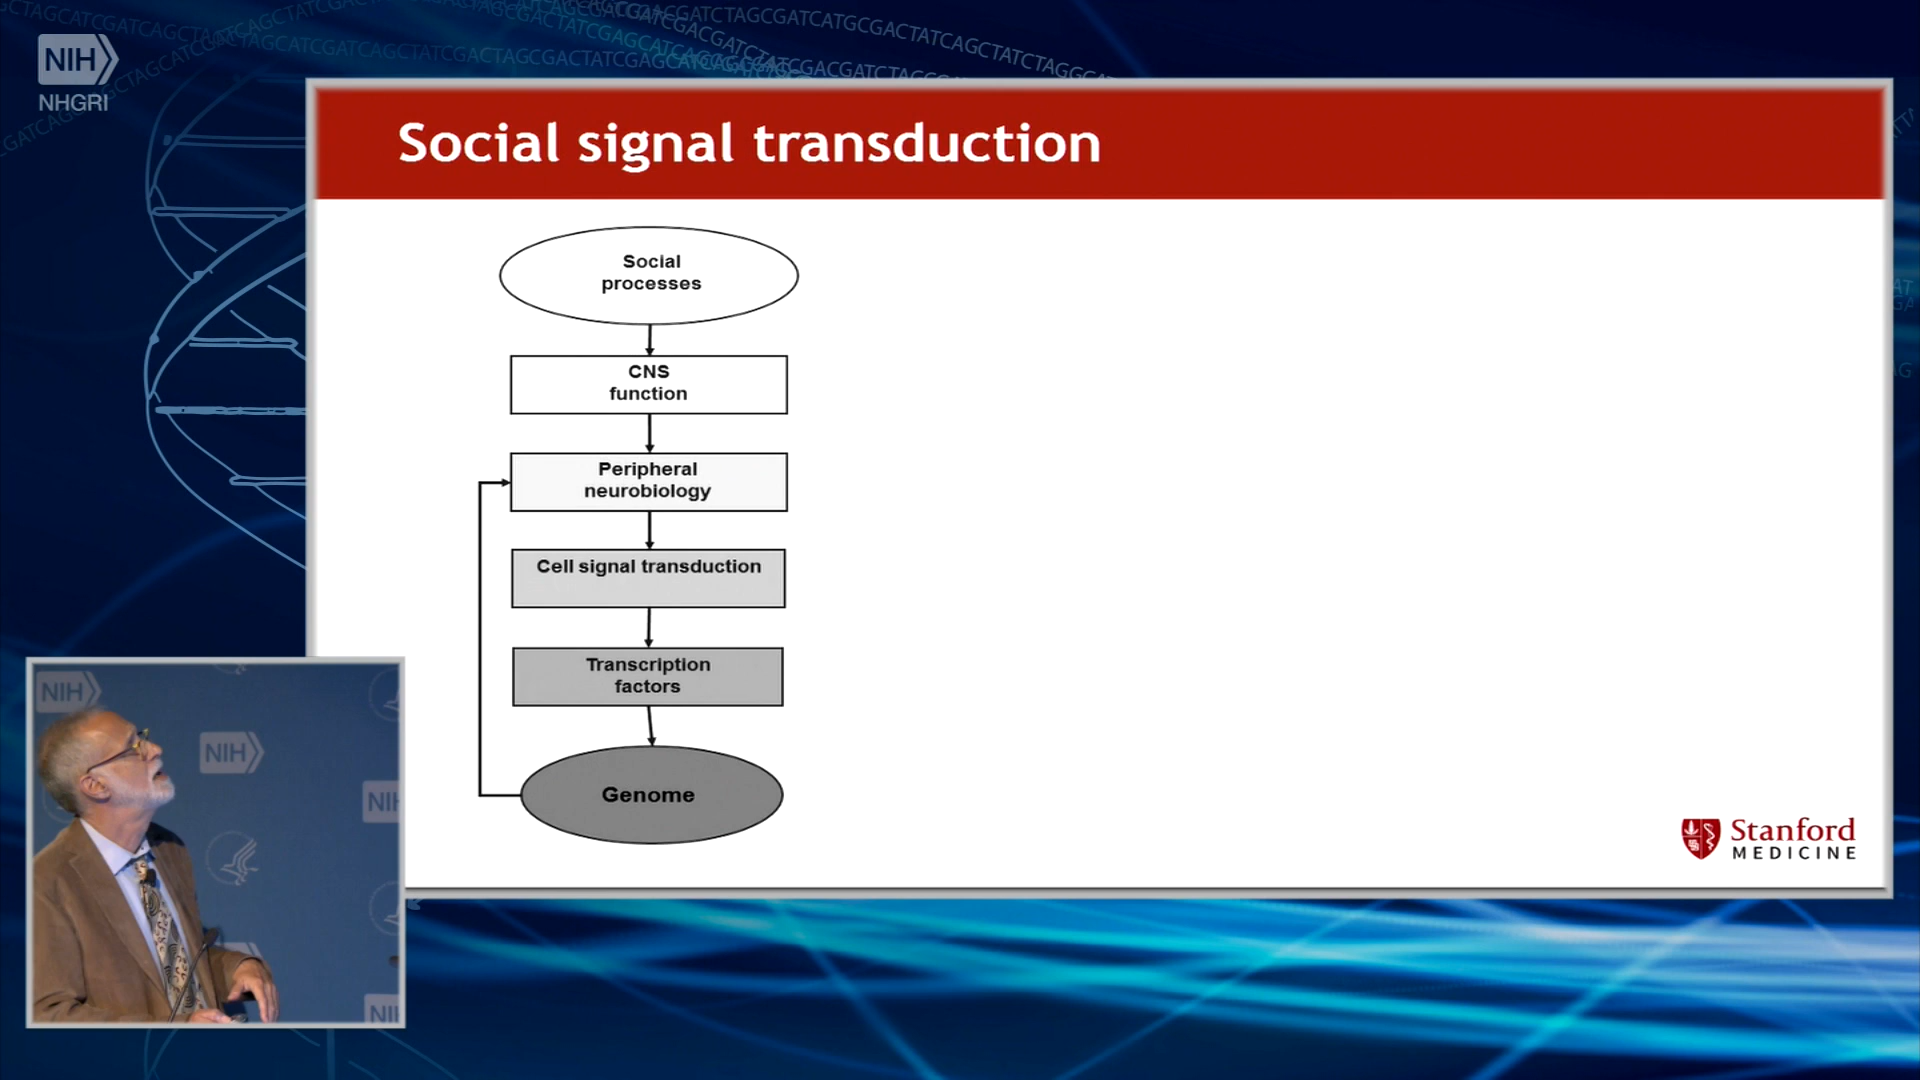 NIH
NHGRI
Social signal transduction
Social
processes
CNS
function
Peripheral
neurobiology
Cell signal transduction
Transcription
factors
Genome
Stanford
MEDICINE
NIH
NIH
NIH